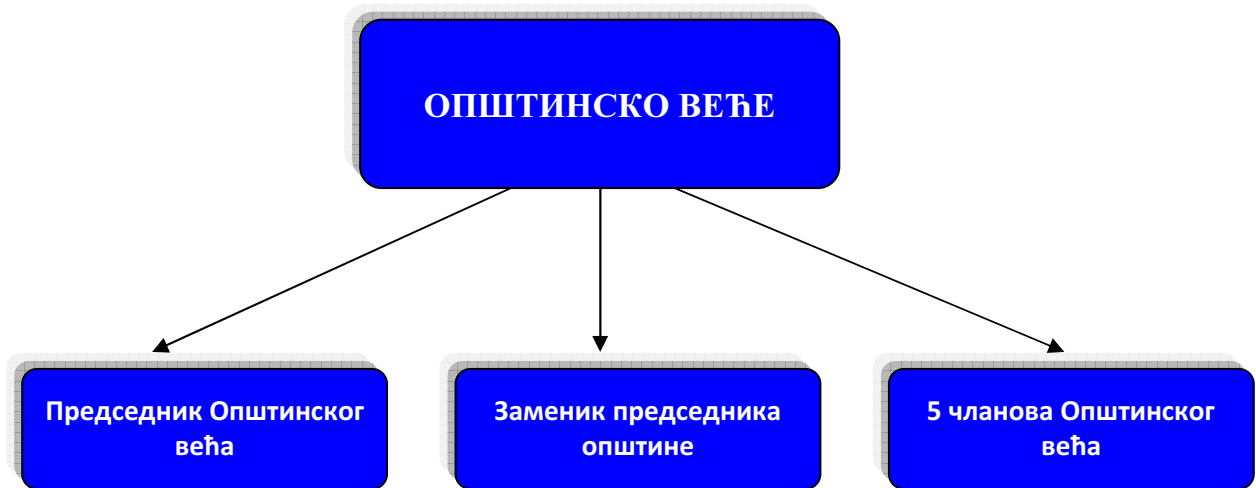 ОПШТИНСКО ВЕЋЕ
Председник Општинског
већа
Заменик председника
општине
5 чланова Општинског
већа